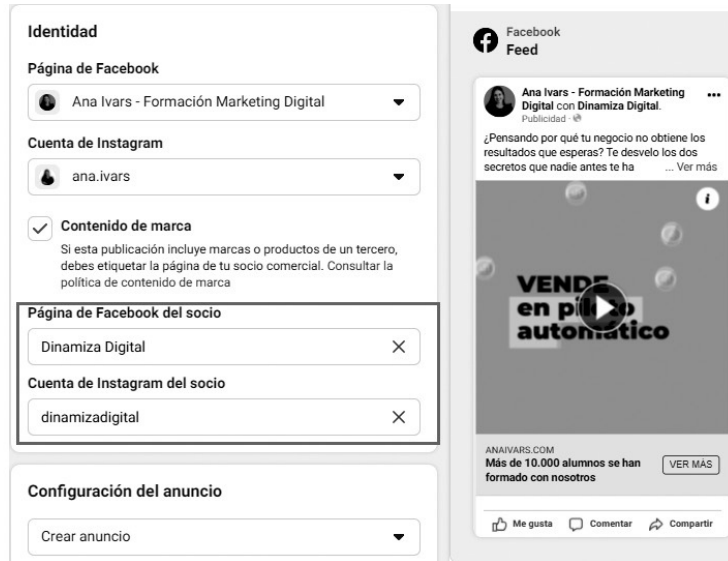 Identidad
Página de Facebook
Ana Ivars - Formación Marketing Digital
Cuenta de Instagram
ana.ivars
Contenido de marca
Si esta publicación incluye marcas o productos de un tercero,
debes etiquetar la página de tu socio comercial. Consultar la
política de contenido de marca
Página de Facebook del socio
Dinamiza Digital
Cuenta de Instagram del socio
dinamizadigital
Configuración del anuncio
Crear anuncio
Facebook
Feed
Ana Ivars - Formación Marketing
Digital con Dinamiza Digital.
Publicidad ·
¿Pensando por qué tu negocio no obtiene los
resultados que esperas? Te desvelo los dos
secretos que nadie antes te ha ... Ver más
VENDE
en piloto
automático
ANAIVARS.COM
Más de 10.000 alumnos se han
formado con nosotros
VER MÁS
Me gusta Comentar Compartir